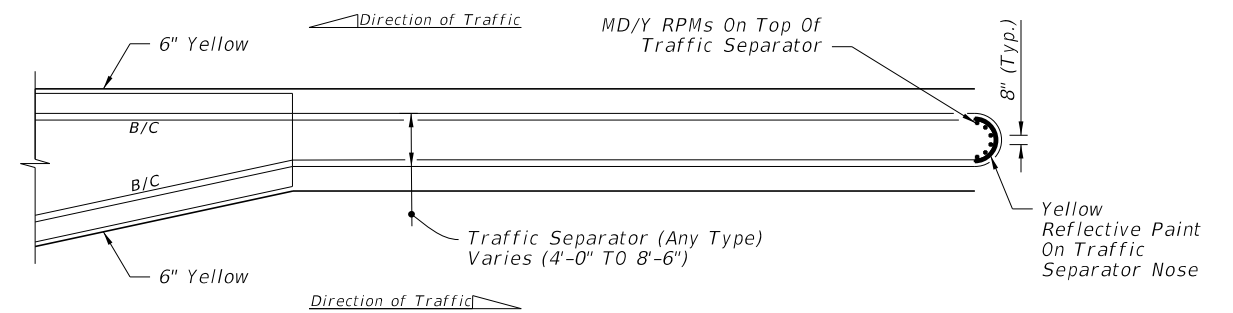 Direction of Traffic
MD/Y RPMs On Top Of
Traffic Separator
6" Yellow
8" (Typ.)
B/C
B/C
Yellow
Reflective Paint
On Traffic
Separator Nose
Traffic Separator (Any Type)
Varies (4'-0" TO 8'-6")
6" Yellow
Direction of Traffic